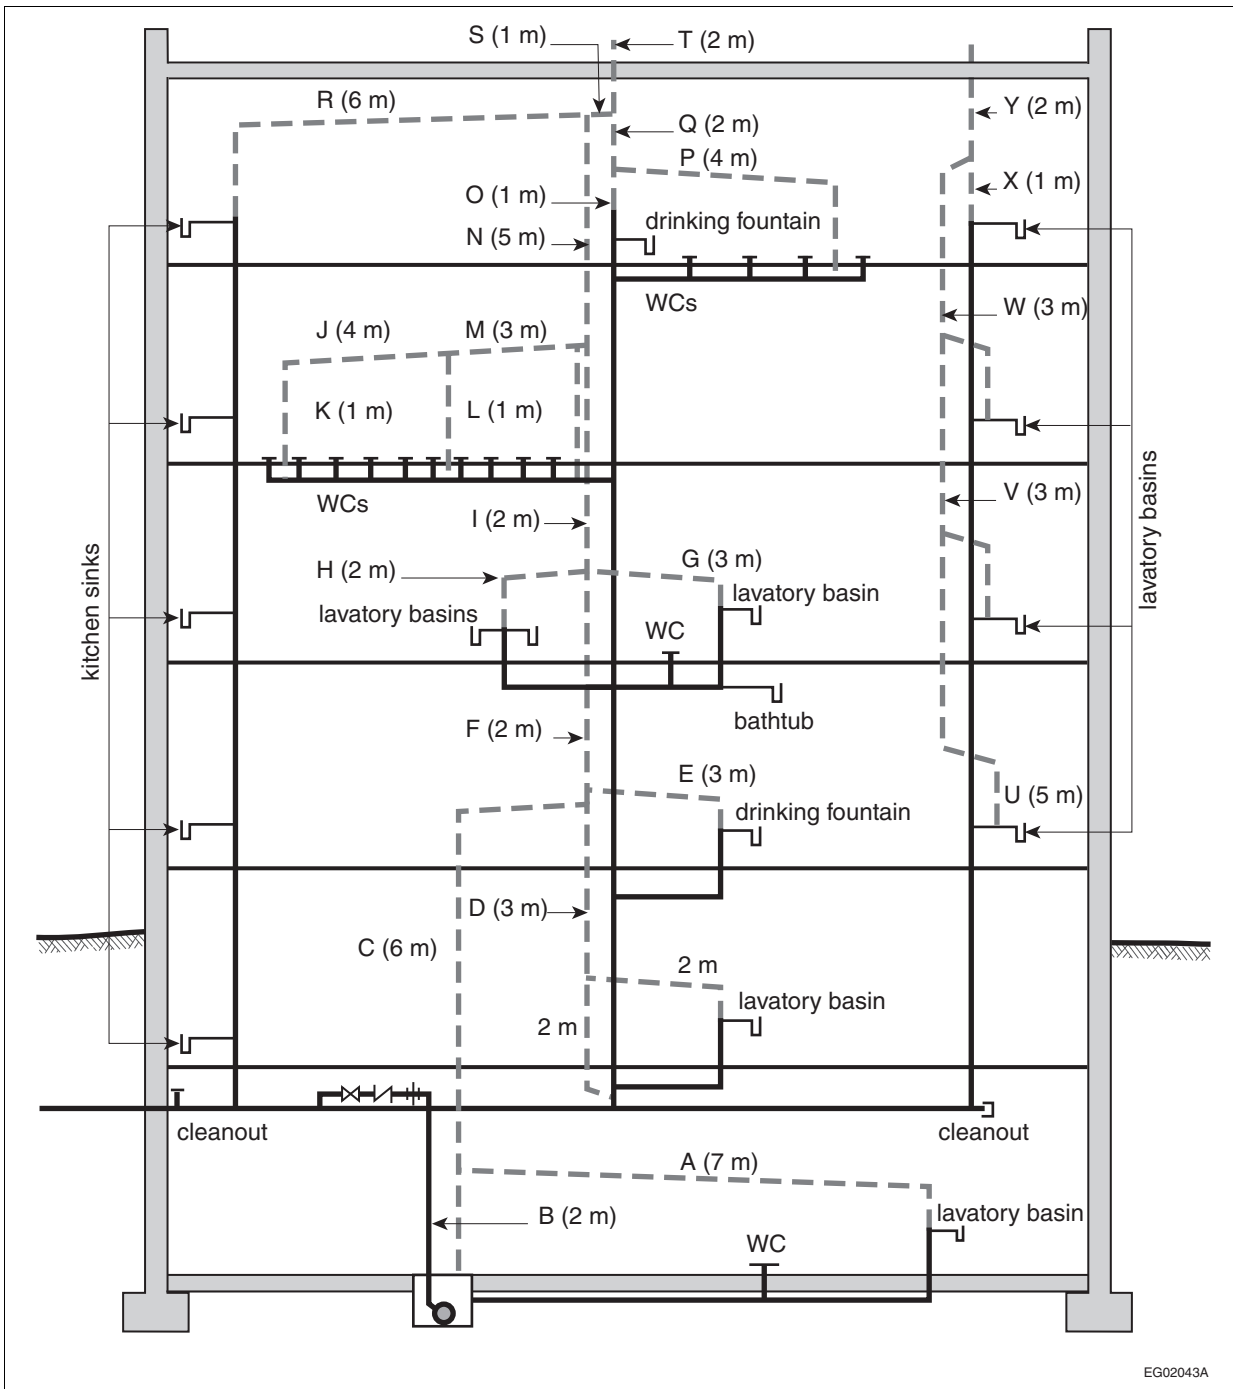 S (1 m)
T (2 m)
R (6 m)
Y (2 m)
Q (2 m)
P (4 m)
X (1 m)
O (1 m)
drinking fountain
N (5 m)
WCs
W (3 m)
J (4 m)
M (3 m)
K (1 m)
L (1 m)
WCs
V (3 m)
I (2 m)
kitchen sinks
lavatory basins
H (2 m)
G (3 m)
lavatory basin
lavatory basins
WC
bathtub
F (2 m)
E (3 m)
U (5 m)
drinking fountain
D (3 m)
C (6 m)
2 m
lavatory basin
2 m
cleanout
cleanout
A (7 m)
B (2 m)
lavatory basin
WC
EG02043A